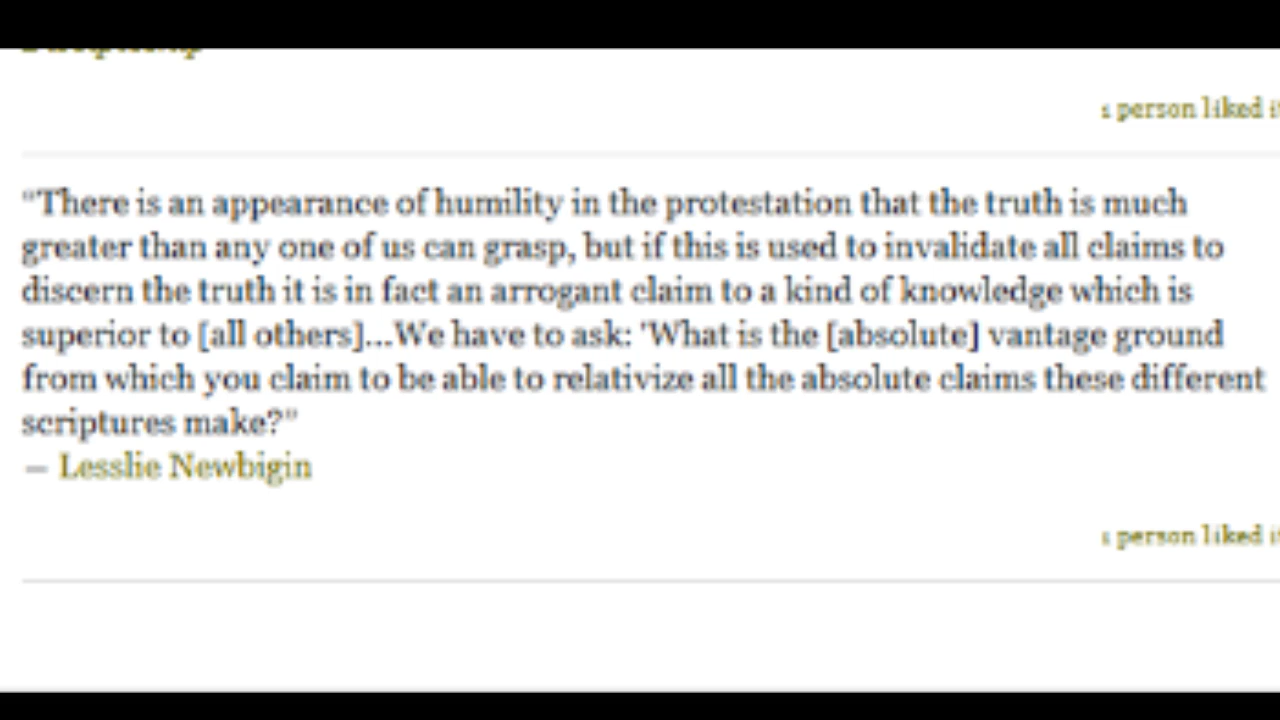 1 person liked it
“There is an appearance of humility in the protestation that the truth is much
greater than any one of us can grasp, but if this is used to invalidate all claims to
discern the truth it is in fact an arrogant claim to a kind of knowledge which is
superior to [all others]...We have to ask: 'What is the [absolute] vantage ground
from which you claim to be able to relativize all the absolute claims these different
scriptures make?”
— Lesslie Newbigin
1 person liked it